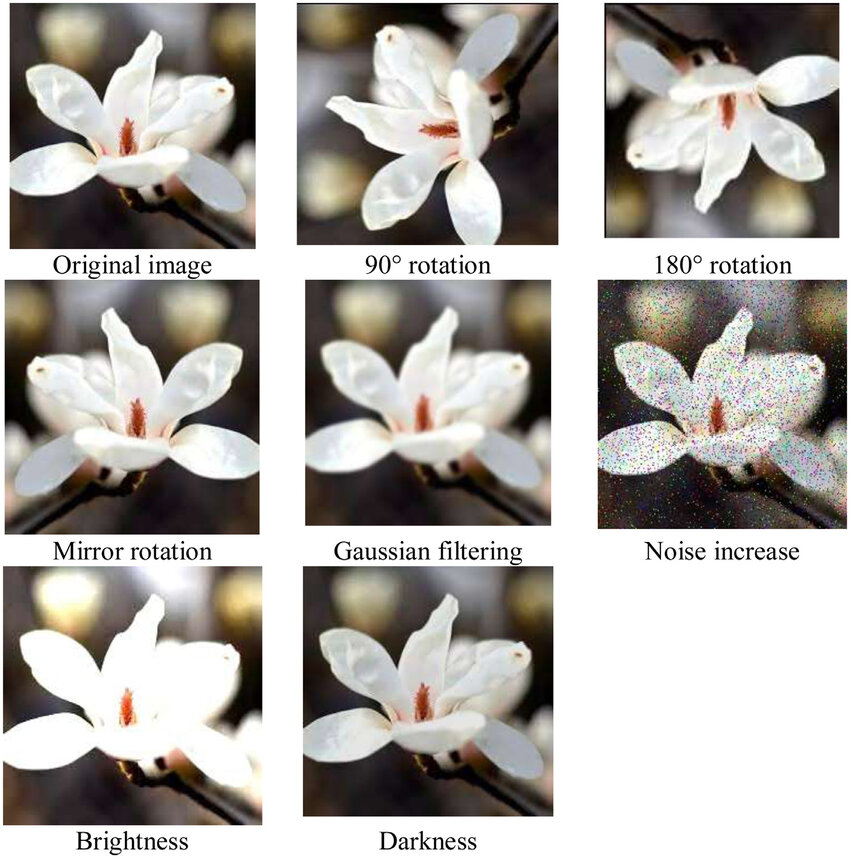 Original image
90° rotation
180° rotation
Mirror rotation
Gaussian filtering
Noise increase
Brightness
Darkness